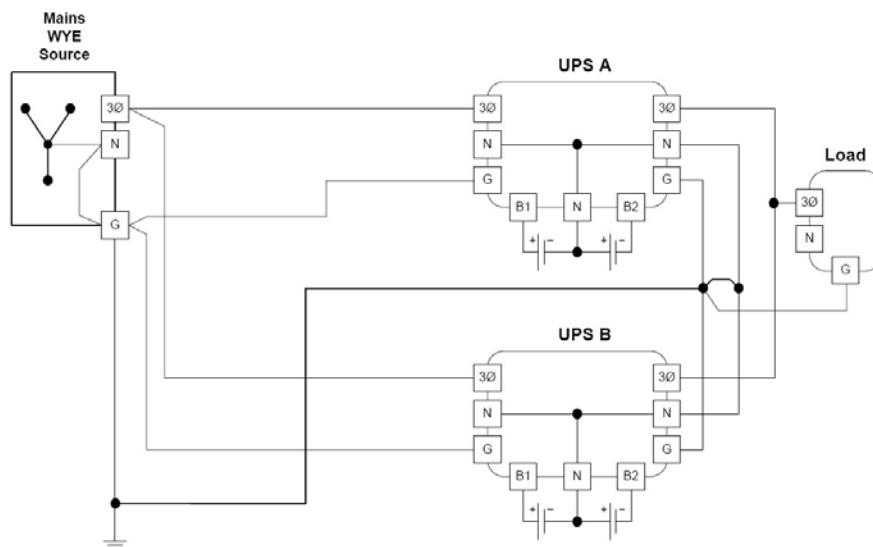 Mains
WYE
Source
3Ø
N
G
UPS A
3Ø
N
G
3Ø
N
G
B1
N
B2
+ −
+ −
Load
3Ø
N
G
UPS B
3Ø
N
G
3Ø
N
G
B1
N
B2
+ −
+ −